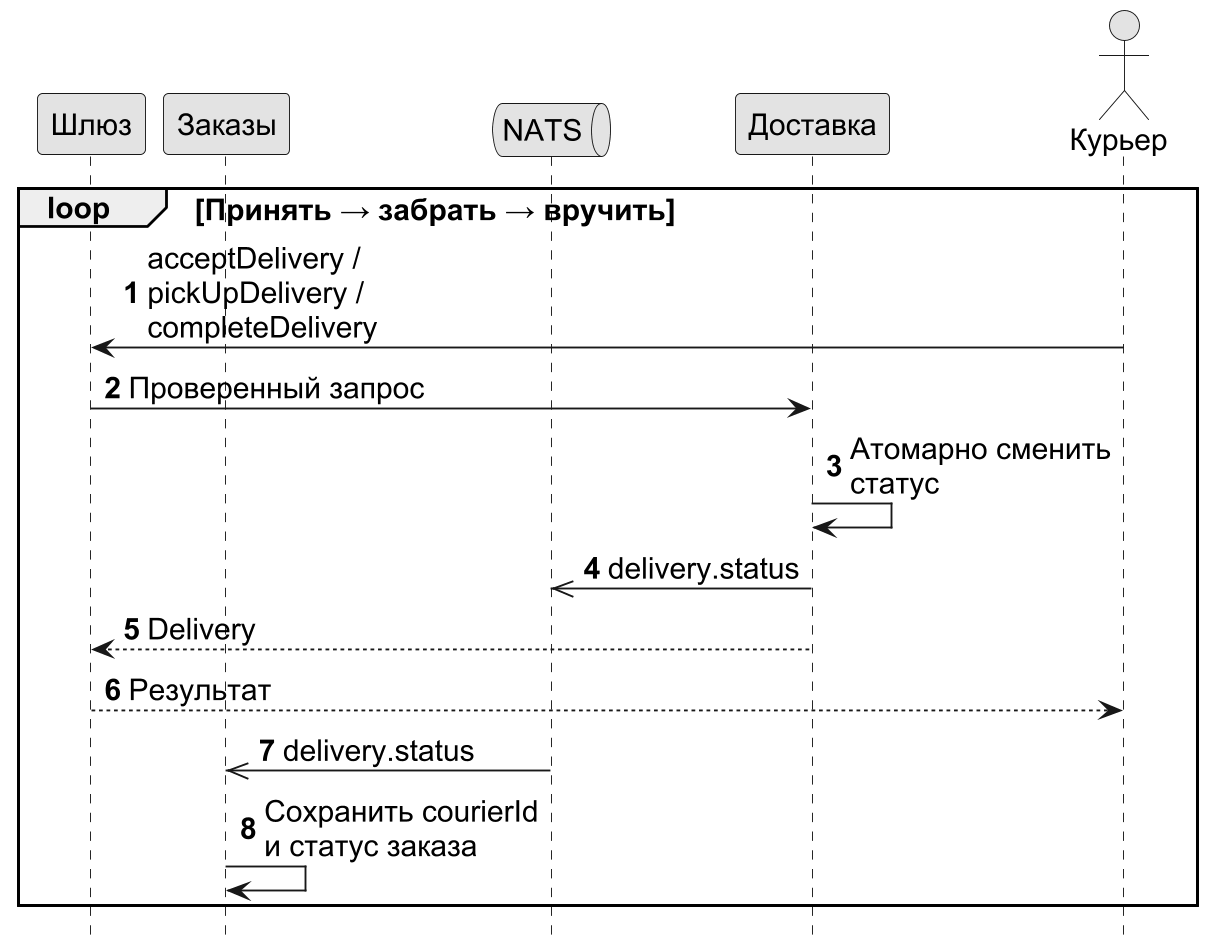 Шлюз
Заказы
NATS
Доставка
Курьер
loop [Принять → забрать → вручить]
acceptDelivery /
1 pickUpDelivery /
completeDelivery
2 Проверенный запрос
Атомарно сменить
3
статус
4 delivery.status
5 Delivery
6 Результат
7 delivery.status
Сохранить courierId
8
и статус заказа